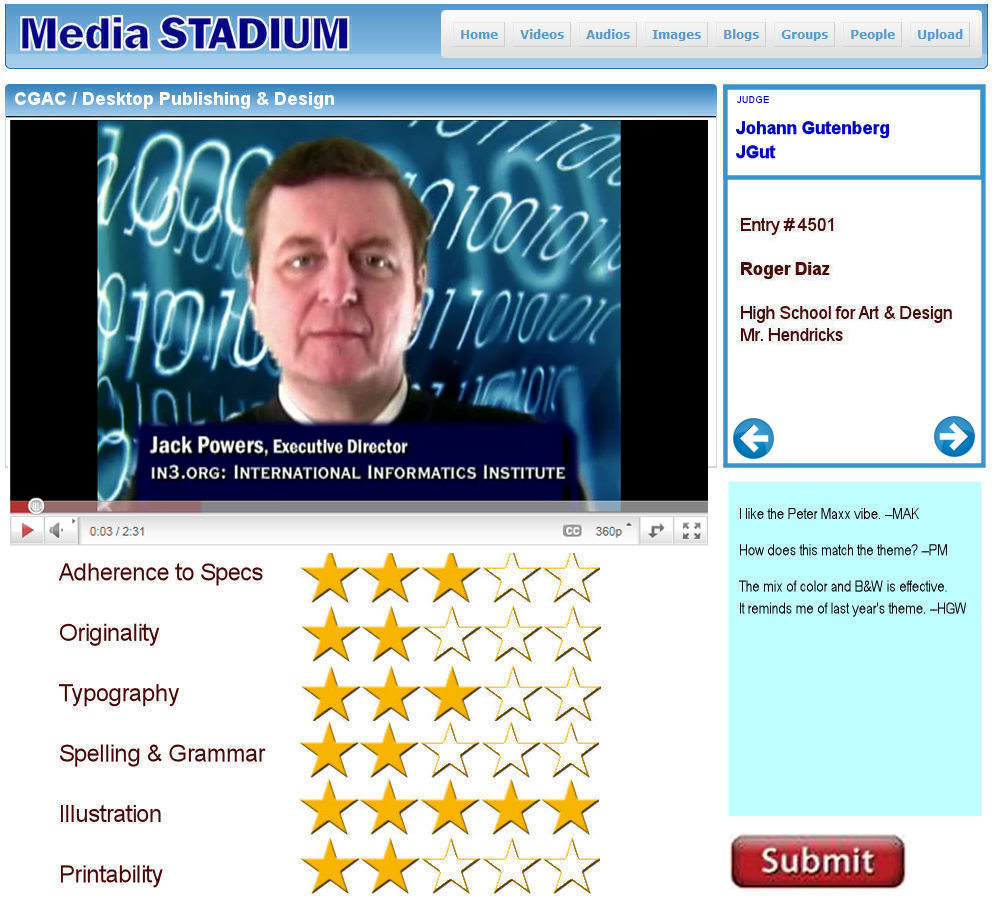 Media STADIUM
Home Videos Audios Images Blogs Groups People Upload
CGAC / Desktop Publishing & Design
Jack Powers, Executive Director
IN3.ORG: INTERNATIONAL INFORMATICS INSTITUTE
0:03 / 2:31 CC 360p
JUDGE
Johann Gutenberg
JGut
Entry # 4501
Roger Diaz
High School for Art & Design
Mr. Hendricks
I like the Peter Maxx vibe. –MAK
How does this match the theme? –PM
The mix of color and B&W is effective.
It reminds me of last year's theme. –HGW
Adherence to Specs
Originality
Typography
Spelling & Grammar
Illustration
Printability
Submit